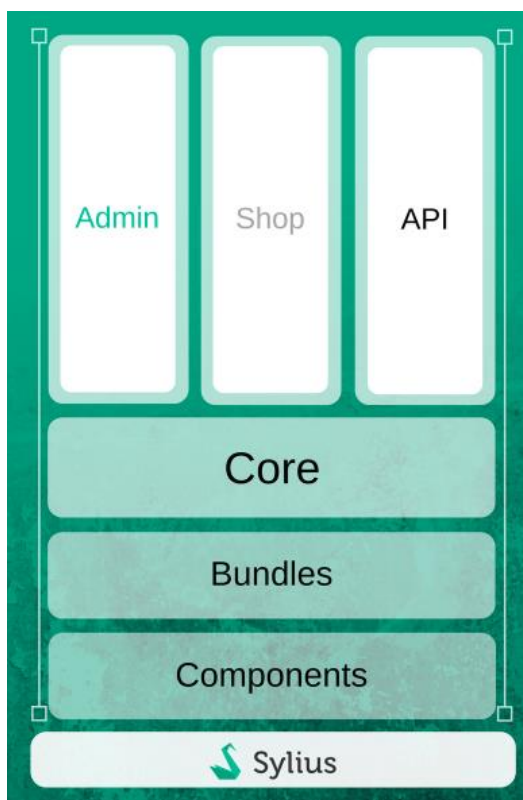 Admin
Shop
API
Core
Bundles
Components
Sylius